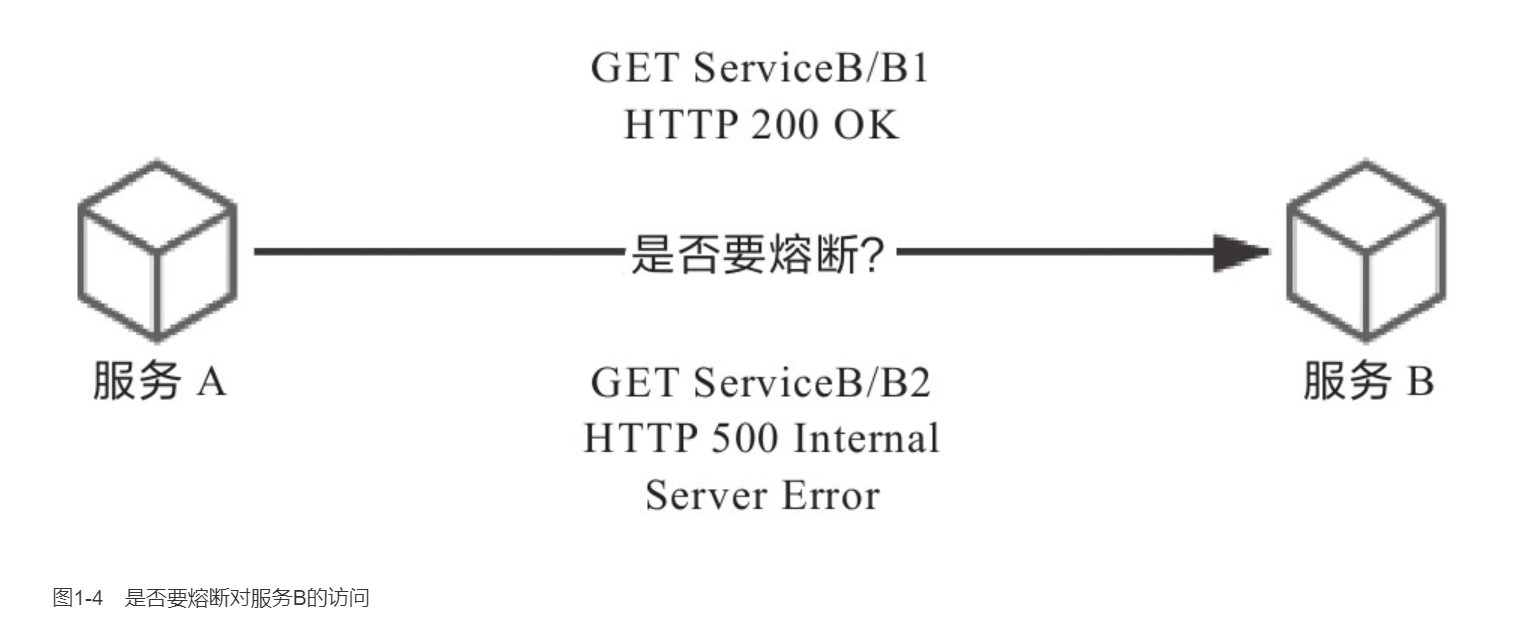 GET ServiceB/B1
HTTP 200 OK
是否要熔断?
服务 A
服务 B
GET ServiceB/B2
HTTP 500 Internal
Server Error
图1-4 是否要熔断对服务B的访问